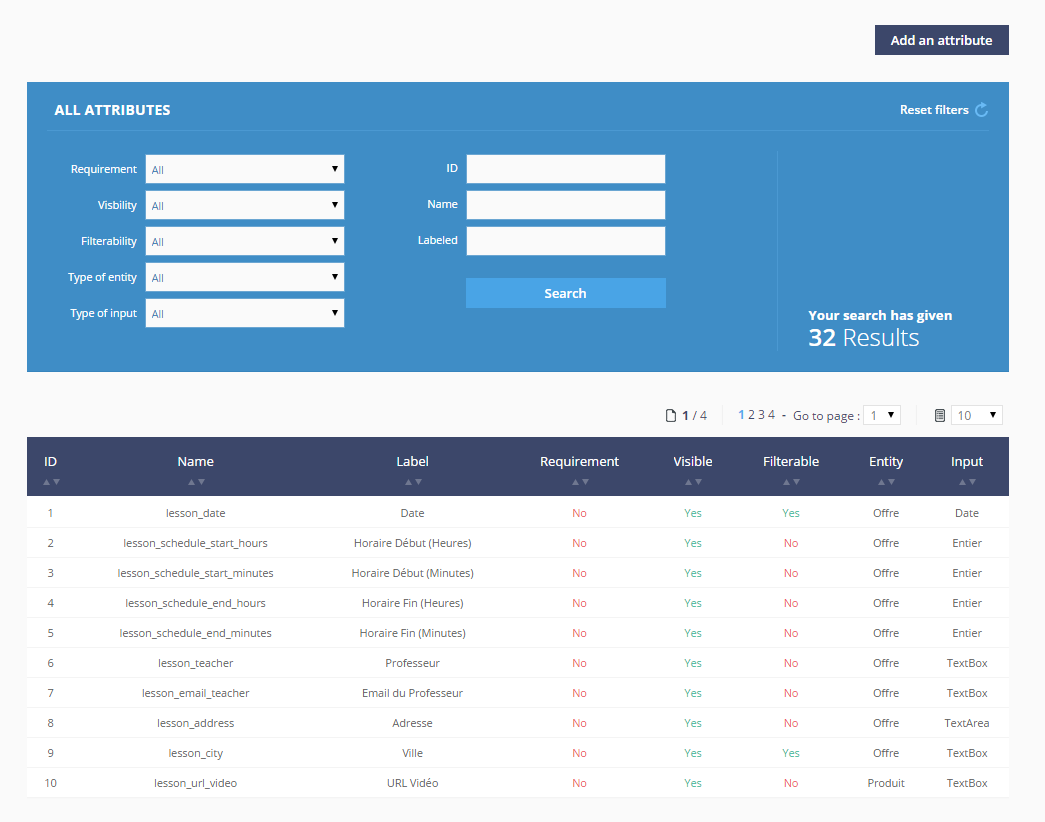 Add an attribute
ALL ATTRIBUTES
Reset filters
Requirement All
Visbility All
Filterability All
Type of entity All
Type of input All
ID
Name
Labeled
Search
Your search has given
32 Results
1 / 4 1 2 3 4 - Go to page : 1 10
ID Name Label Requirement Visible Filterable Entity Input
1 lesson_date Date No Yes Yes Offre Date
2 lesson_schedule_start_hours Horaire Début (Heures) No Yes No Offre Entier
3 lesson_schedule_start_minutes Horaire Début (Minutes) No Yes No Offre Entier
4 lesson_schedule_end_hours Horaire Fin (Heures) No Yes No Offre Entier
5 lesson_schedule_end_minutes Horaire Fin (Minutes) No Yes No Offre Entier
6 lesson_teacher Professeur No Yes No Offre TextBox
7 lesson_email_teacher Email du Professeur No Yes No Offre TextBox
8 lesson_address Adresse No Yes No Offre TextArea
9 lesson_city Ville No Yes Yes Offre TextBox
10 lesson_url_video URL Vidéo No Yes No Produit TextBox